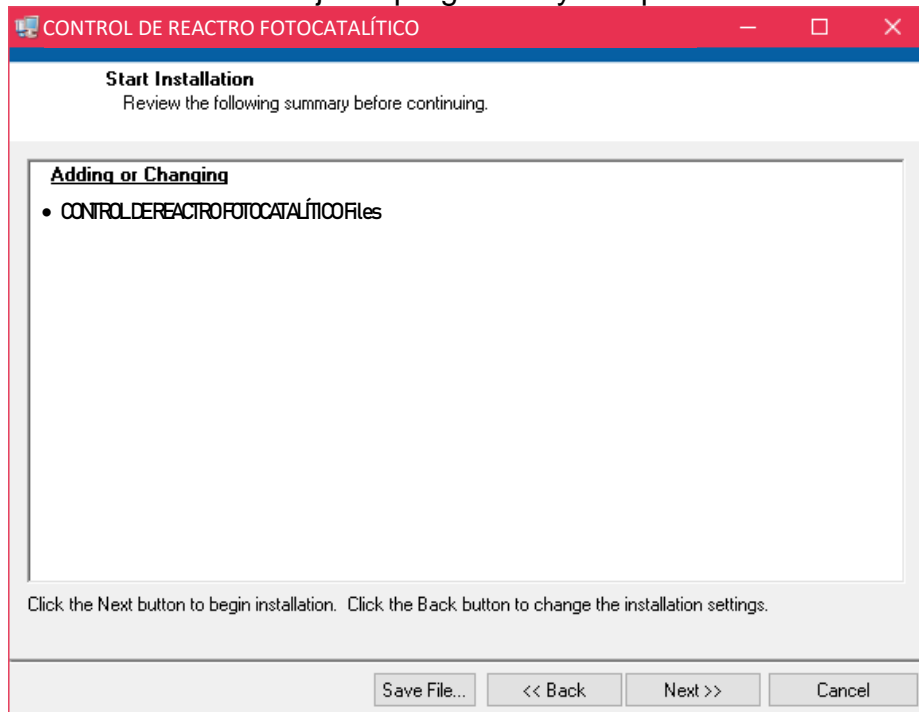 CONTROL DE REACTRO FOTOCATALÍTICO
Start Installation
Review the following summary before continuing.
Adding or Changing
• CONTROL DE REACTRO FOTOCATALÍTICO Files
Click the Next button to begin installation. Click the Back button to change the installation settings.
Save File... << Back Next >> Cancel